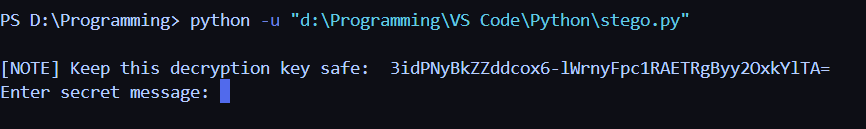 PS D:\Programming> python -u "d:\Programming\VS Code\Python\stego.py"
[NOTE] Keep this decryption key safe:  3idPNyBkZZddcox6-lWrnyFpc1RAETRgByy2OxkYlTA=
Enter secret message: